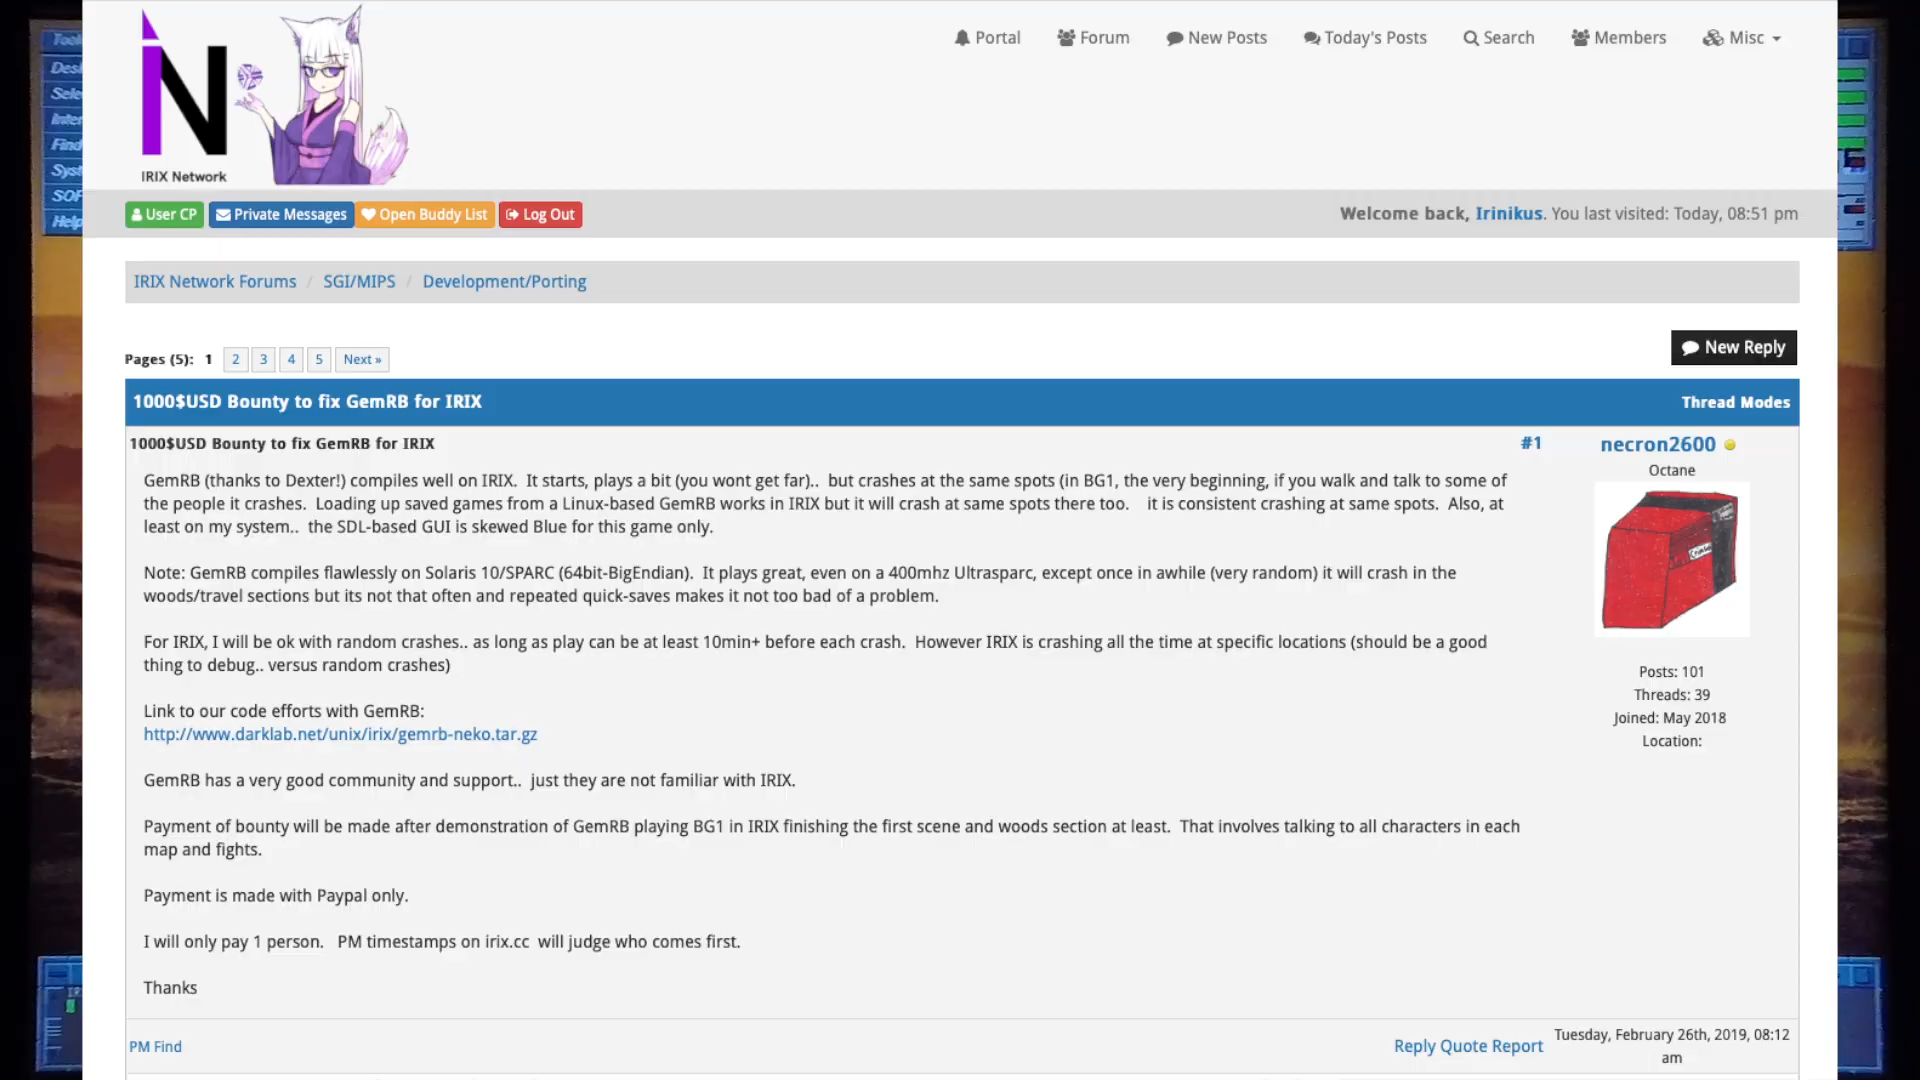 IRIX Network
Portal
Forum
New Posts
Today's Posts
Search
Members
Misc
User CP
Private Messages
Open Buddy List
Log Out
Welcome back, Irinikus. You last visited: Today, 08:51 pm
IRIX Network Forums / SGI/MIPS / Development/Porting
Pages (5): 1 2 3 4 5 Next »
New Reply
1000$USD Bounty to fix GemRB for IRIX
Thread Modes
1000$USD Bounty to fix GemRB for IRIX
#1
GemRB (thanks to Dexter!) compiles well on IRIX. It starts, plays a bit (you wont get far).. but crashes at the same spots (in BG1, the very beginning, if you walk and talk to some of
the people it crashes. Loading up saved games from a Linux-based GemRB works in IRIX but it will crash at same spots there too. it is consistent crashing at same spots. Also, at
least on my system.. the SDL-based GUI is skewed Blue for this game only.
Note: GemRB compiles flawlessly on Solaris 10/SPARC (64bit-BigEndian). It plays great, even on a 400mhz Ultrasparc, except once in awhile (very random) it will crash in the
woods/travel sections but its not that often and repeated quick-saves makes it not too bad of a problem.
For IRIX, I will be ok with random crashes.. as long as play can be at least 10min+ before each crash. However IRIX is crashing all the time at specific locations (should be a good
thing to debug.. versus random crashes)
Link to our code efforts with GemRB:
http://www.darklab.net/unix/irix/gemrb-neko.tar.gz
GemRB has a very good community and support.. just they are not familiar with IRIX.
Payment of bounty will be made after demonstration of GemRB playing BG1 in IRIX finishing the first scene and woods section at least. That involves talking to all characters in each
map and fights.
Payment is made with Paypal only.
I will only pay 1 person. PM timestamps on irix.cc will judge who comes first.
Thanks
necron2600
Octane
Posts: 101
Threads: 39
Joined: May 2018
Location:
PM Find
Reply Quote Report
Tuesday, February 26th, 2019, 08:12
am